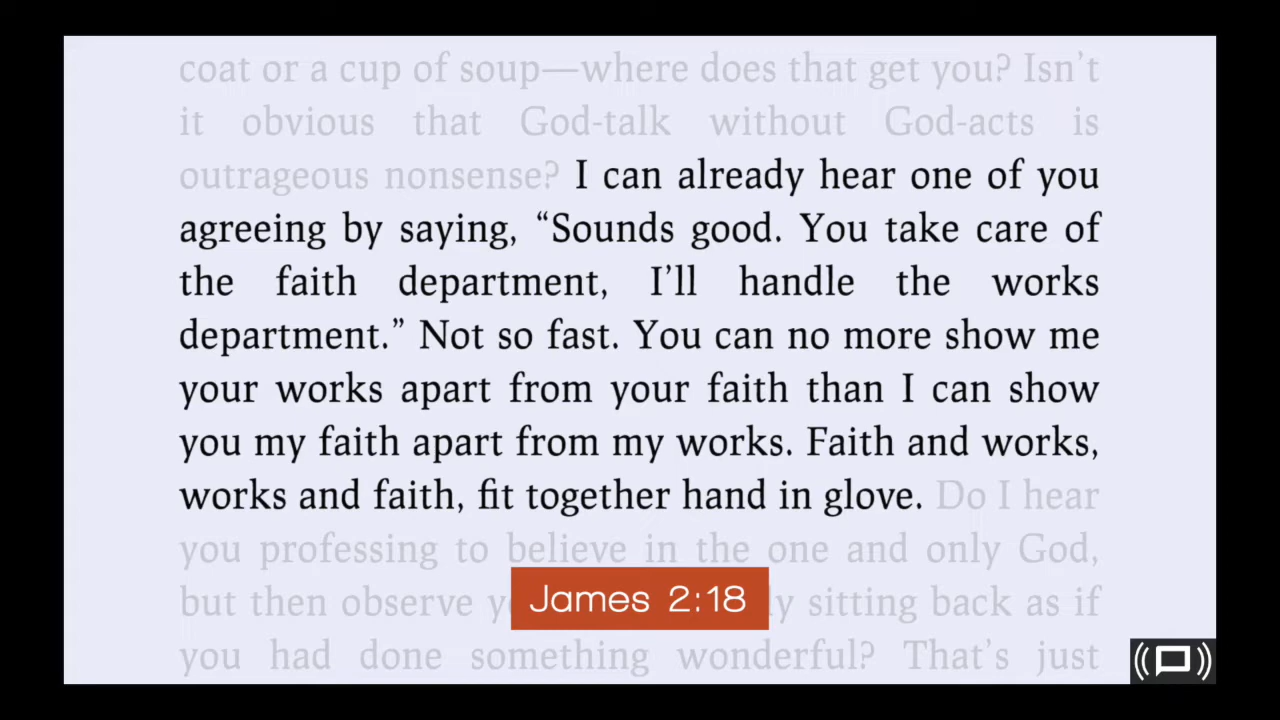 coat or a cup of soup—where does that get you? Isn’t
it obvious that God-talk without God-acts is
outrageous nonsense? I can already hear one of you
agreeing by saying, “Sounds good. You take care of
the faith department, I’ll handle the works
department.” Not so fast. You can no more show me
your works apart from your faith than I can show
you my faith apart from my works. Faith and works,
works and faith, fit together hand in glove. Do I hear
you professing to believe in the one and only God,
but then observe sitting back as if
James 2:18
you had done something wonderful? That’s just